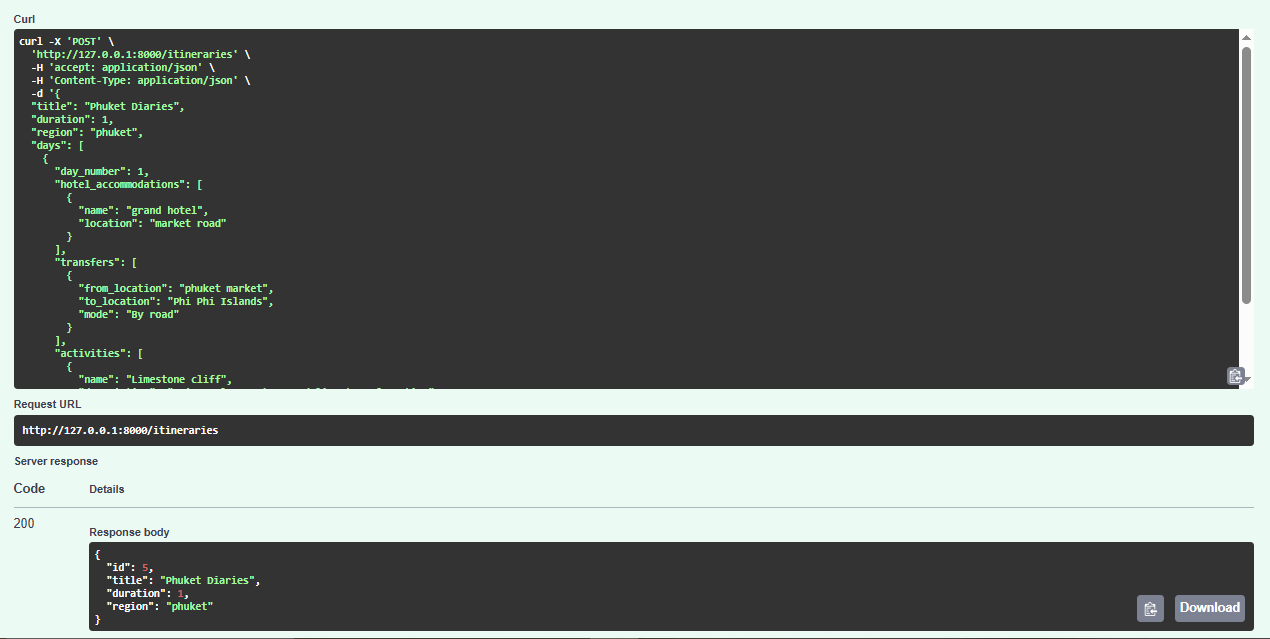 Curl
curl -X 'POST' \
  'http://127.0.0.1:8000/itineraries' \
  -H 'accept: application/json' \
  -H 'Content-Type: application/json' \
  -d '{
  "title": "Phuket Diaries",
  "duration": 1,
  "region": "phuket",
  "days": [
    {
      "day_number": 1,
      "hotel_accommodations": [
        {
          "name": "grand hotel",
          "location": "market road"
        }
      ],
      "transfers": [
        {
          "from_location": "phuket market",
          "to_location": "Phi Phi Islands",
          "mode": "By road"
        }
      ],
      "activities": [
        {
          "name": "Limestone cliff",
Request URL
http://127.0.0.1:8000/itineraries
Server response
Code Details
200
Response body
{
  "id": 5,
  "title": "Phuket Diaries",
  "duration": 1,
  "region": "phuket"
}
Download